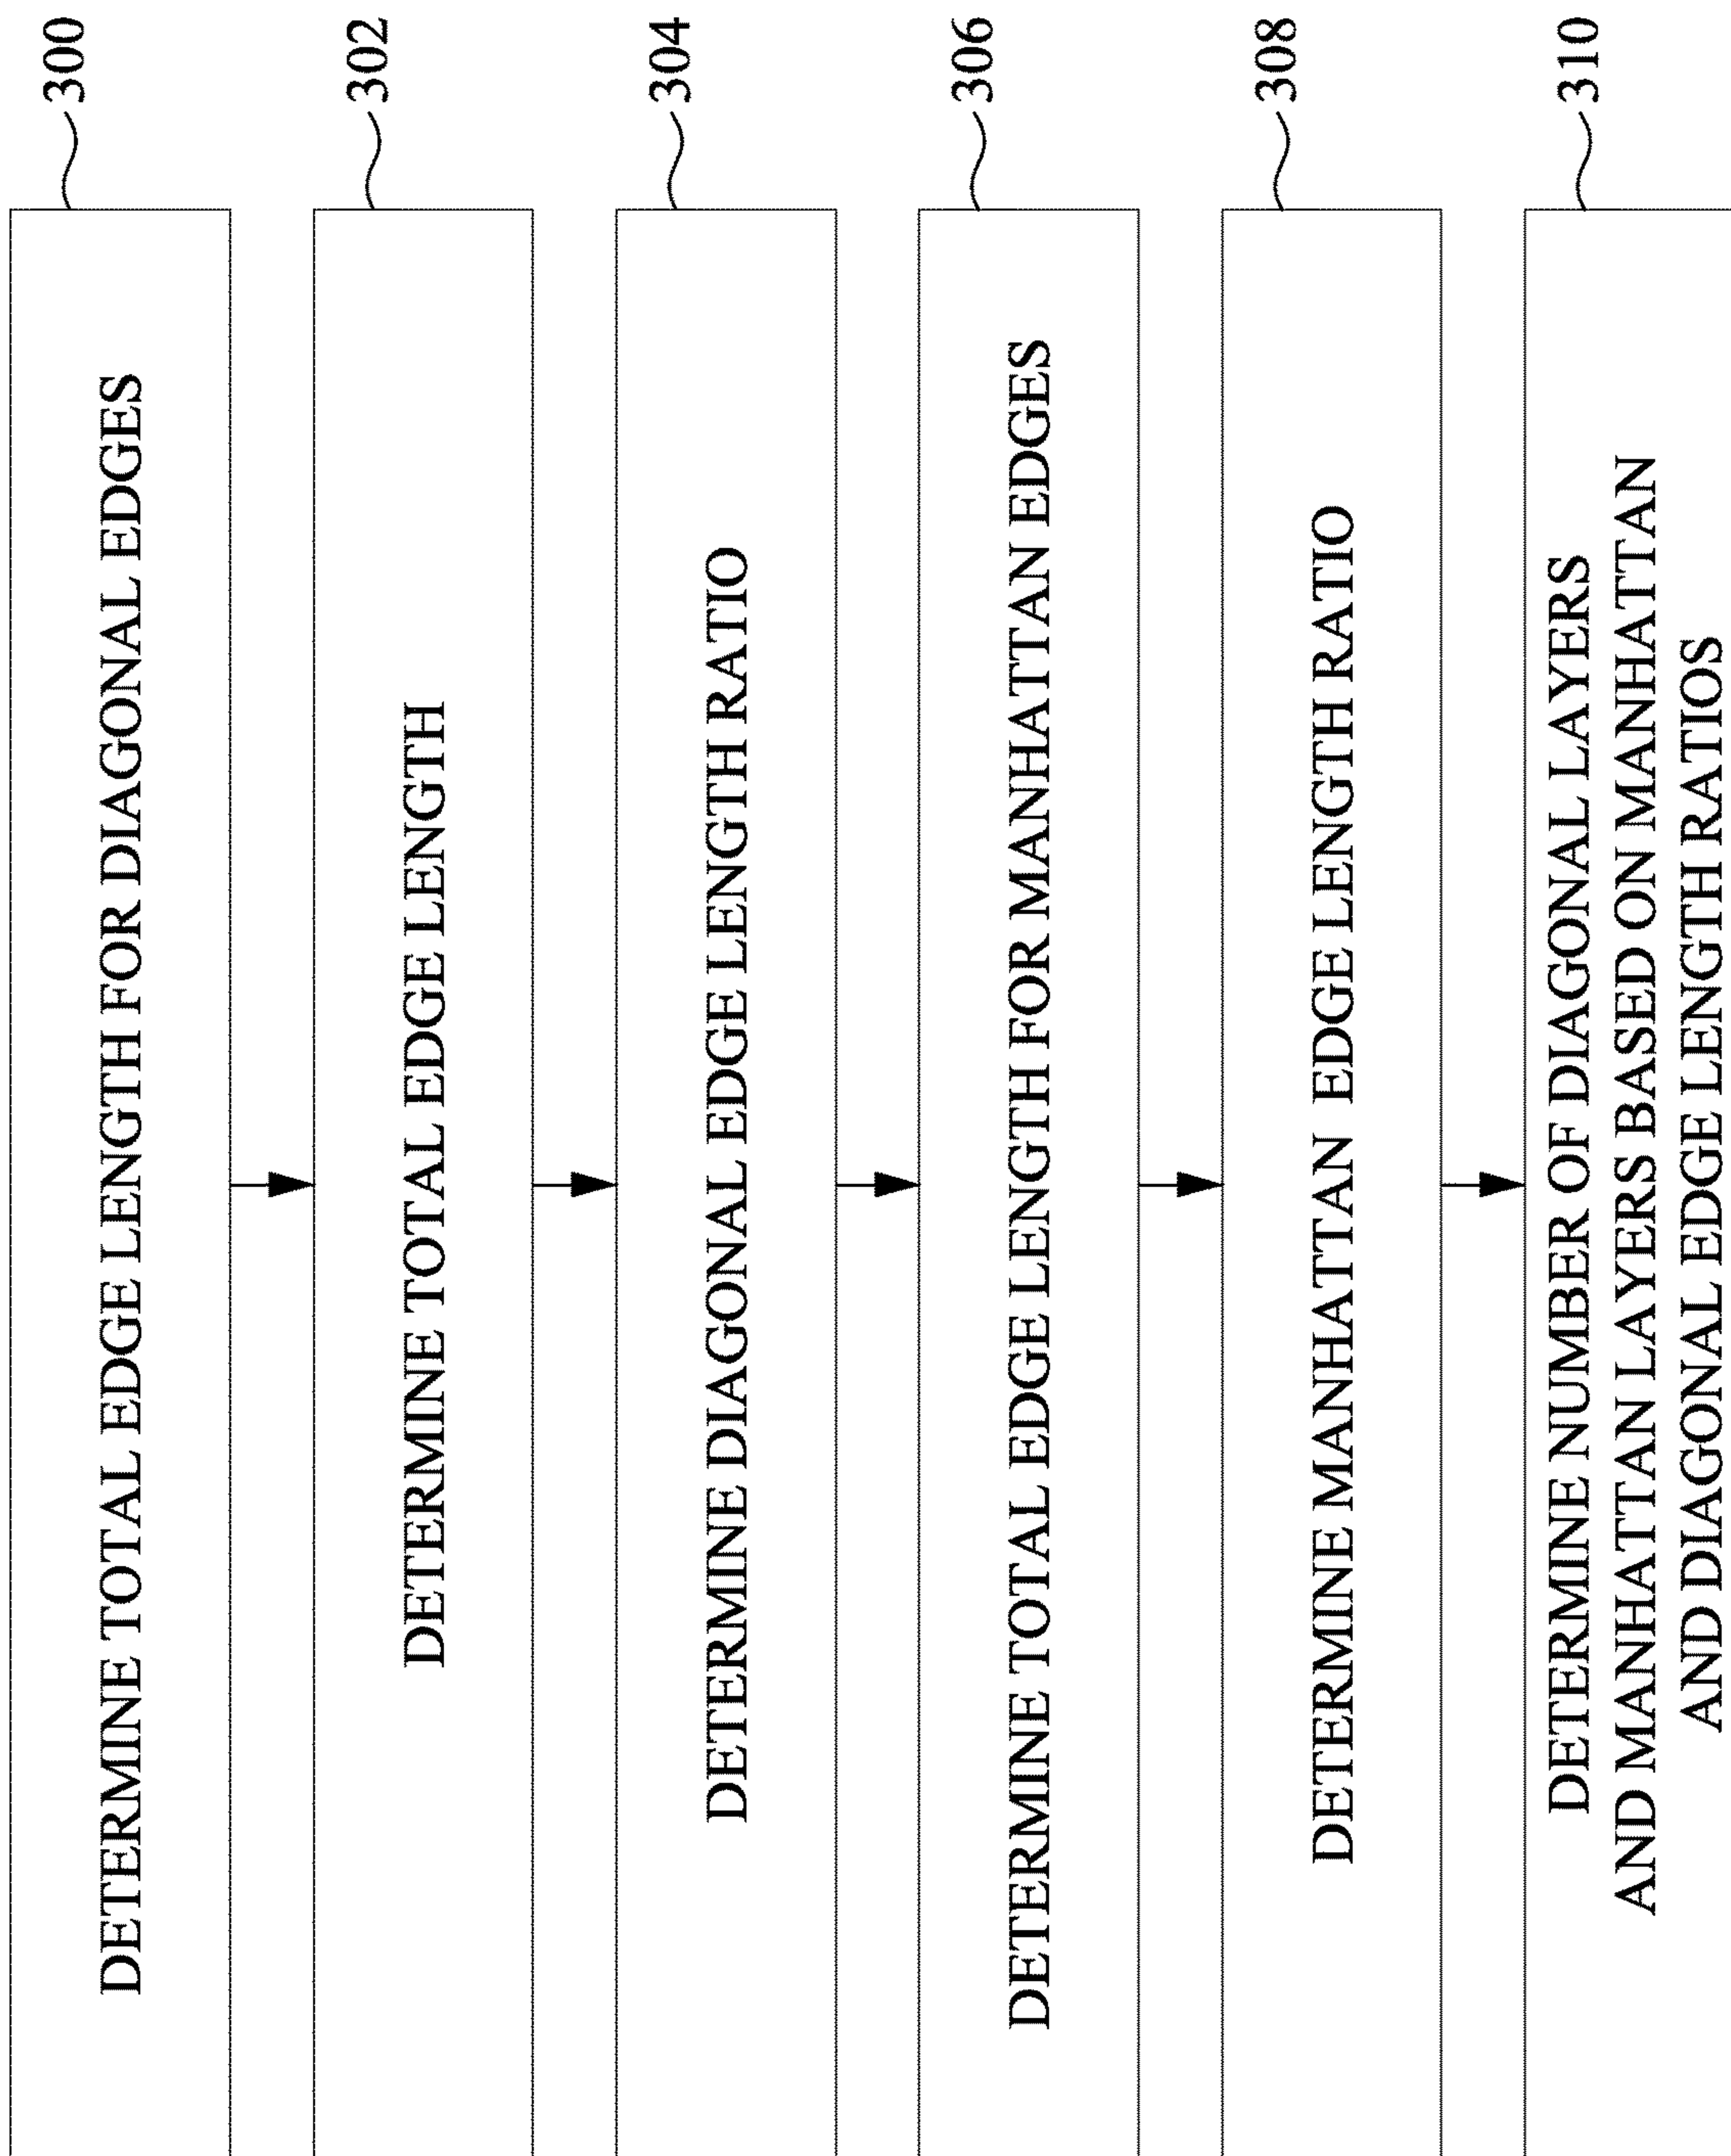 DETERMINE TOTAL EDGE LENGTH FOR DIAGONAL EDGES
300
DETERMINE TOTAL EDGE LENGTH
302
DETERMINE DIAGONAL EDGE LENGTH RATIO
304
DETERMINE TOTAL EDGE LENGTH FOR MANHATTAN EDGES
306
DETERMINE MANHATTAN EDGE LENGTH RATIO
308
DETERMINE NUMBER OF DIAGONAL LAYERS
AND MANHATTAN LAYERS BASED ON MANHATTAN
AND DIAGONAL EDGE LENGTH RATIOS
310